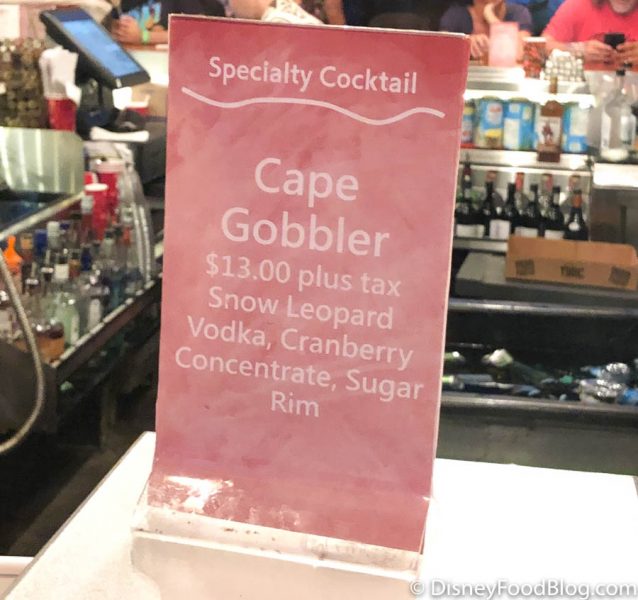 Specialty Cocktail
Cape
Gobbler
$13.00 plus tax
Snow Leopard
Vodka, Cranberry
Concentrate, Sugar
Rim
© DisneyFoodBlog.com